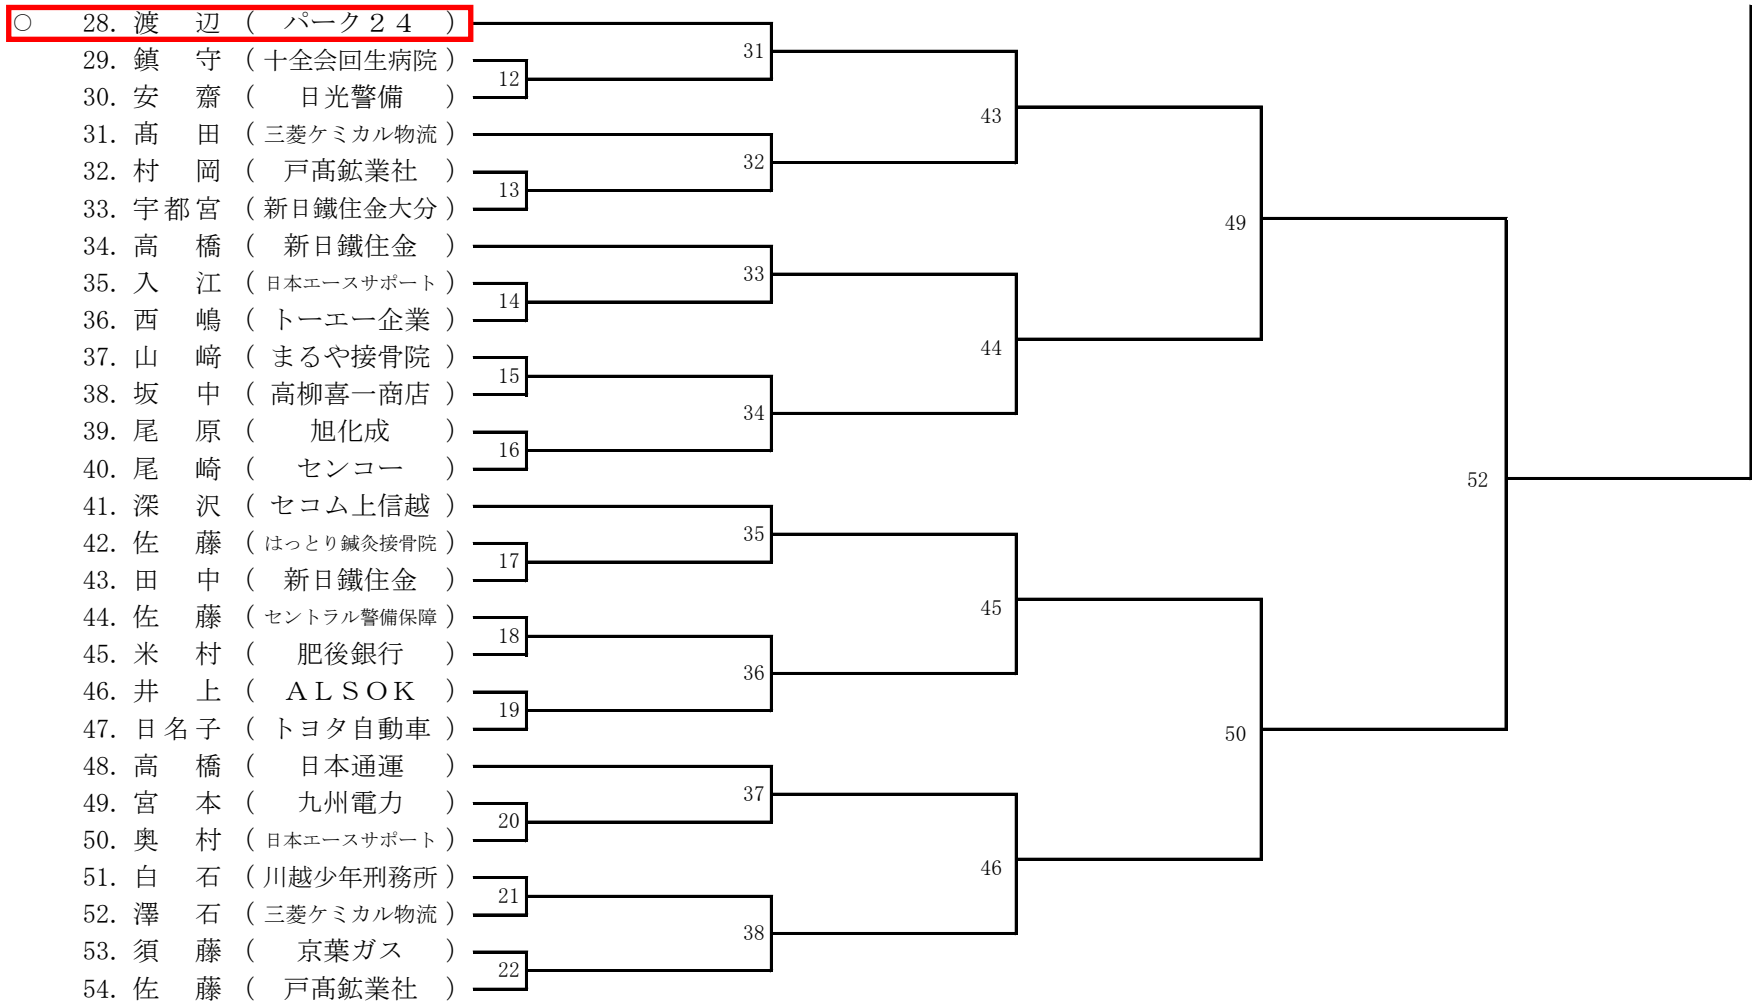 ○ 28. 渡 辺 ( パーク２４ )
29. 鎮 守 ( 十全会回生病院 )
30. 安 齋 ( 日光警備 )
31. 髙 田 ( 三菱ケミカル物流 )
32. 村 岡 ( 戸髙鉱業社 )
33. 宇都宮 ( 新日鐵住金大分 )
34. 高 橋 ( 新日鐵住金 )
35. 入 江 ( 日本エースサポート )
36. 西 嶋 ( トーエー企業 )
37. 山 﨑 ( まるや接骨院 )
38. 坂 中 ( 高柳喜一商店 )
39. 尾 原 ( 旭化成 )
40. 尾 崎 ( センコー )
41. 深 沢 ( セコム上信越 )
42. 佐 藤 ( はっとり鍼灸接骨院 )
43. 田 中 ( 新日鐵住金 )
44. 佐 藤 ( セントラル警備保障 )
45. 米 村 ( 肥後銀行 )
46. 井 上 ( ＡＬＳＯＫ )
47. 日名子 ( トヨタ自動車 )
48. 高 橋 ( 日本通運 )
49. 宮 本 ( 九州電力 )
50. 奥 村 ( 日本エースサポート )
51. 白 石 ( 川越少年刑務所 )
52. 澤 石 ( 三菱ケミカル物流 )
53. 須 藤 ( 京葉ガス )
54. 佐 藤 ( 戸髙鉱業社 )
12
13
14
15
16
17
18
19
20
21
22
31
32
33
34
35
36
37
38
43
44
45
46
49
50
52